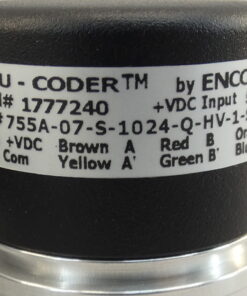 U - CODER™ by ENCO
# 1777240 +VDC Input
#755A-07-S-1024-Q-HV-1-
+VDC Brown A Red B
Com Yellow A' Green B'